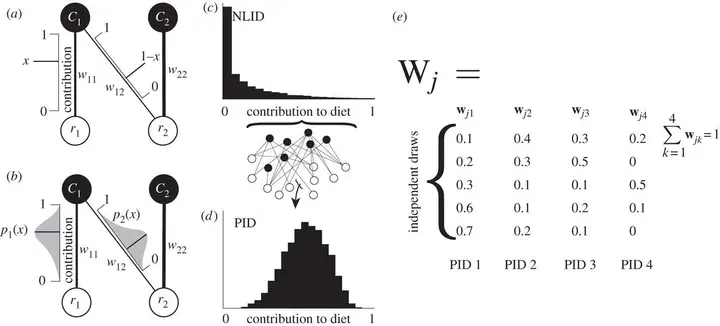 (a)
C1
C2
1
1
x
contribution
w11
1–x
w12
w22
0
0
r1
r2
(b)
C1
C2
1
1
p1(x)
contribution
w11
p2(x)
w12
w22
0
0
r1
r2
(c)
NLID
0 contribution to diet 1
(d)
PID
0 contribution to diet 1
(e)
Wj =
wj1 wj2 wj3 wj4
independent draws
0.1 0.4 0.3 0.2
0.2 0.3 0.5 0
0.3 0.1 0.1 0.5
0.6 0.1 0.2 0.1
0.7 0.2 0.1 0
4
∑ wjk = 1
k = 1
PID 1 PID 2 PID 3 PID 4